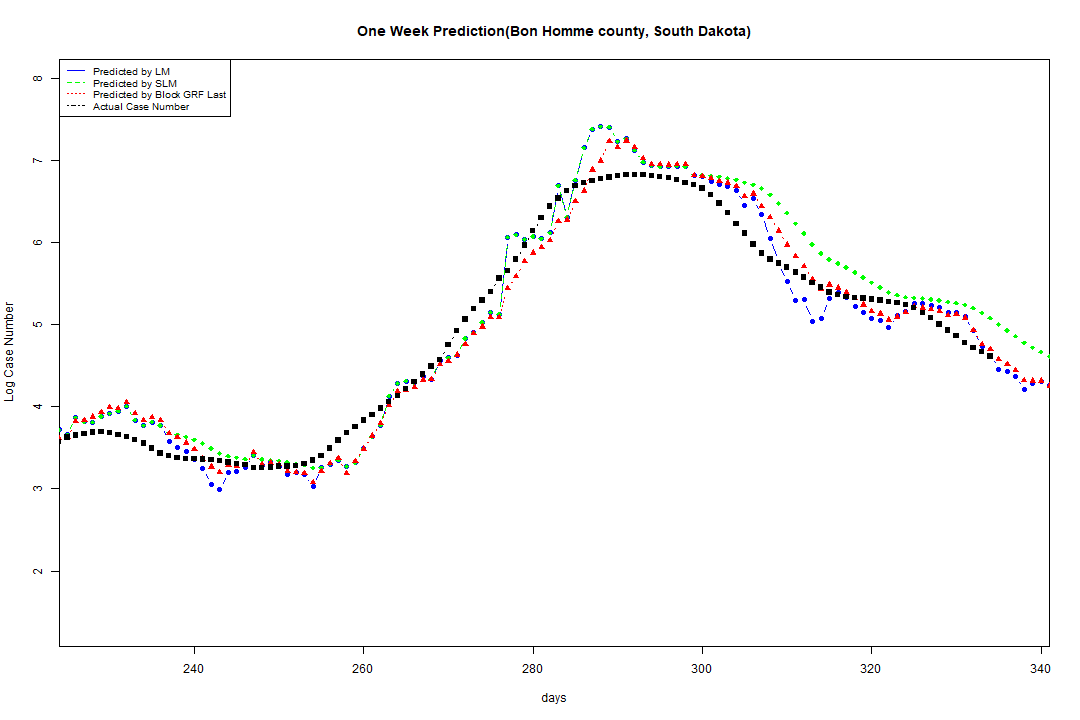 One Week Prediction(Bon Homme county, South Dakota)
Predicted by LM
Predicted by SLM
Predicted by Block GRF Last
Actual Case Number
8
7
6
5
4
3
2
Log Case Number
240 260 280 300 320 340
days